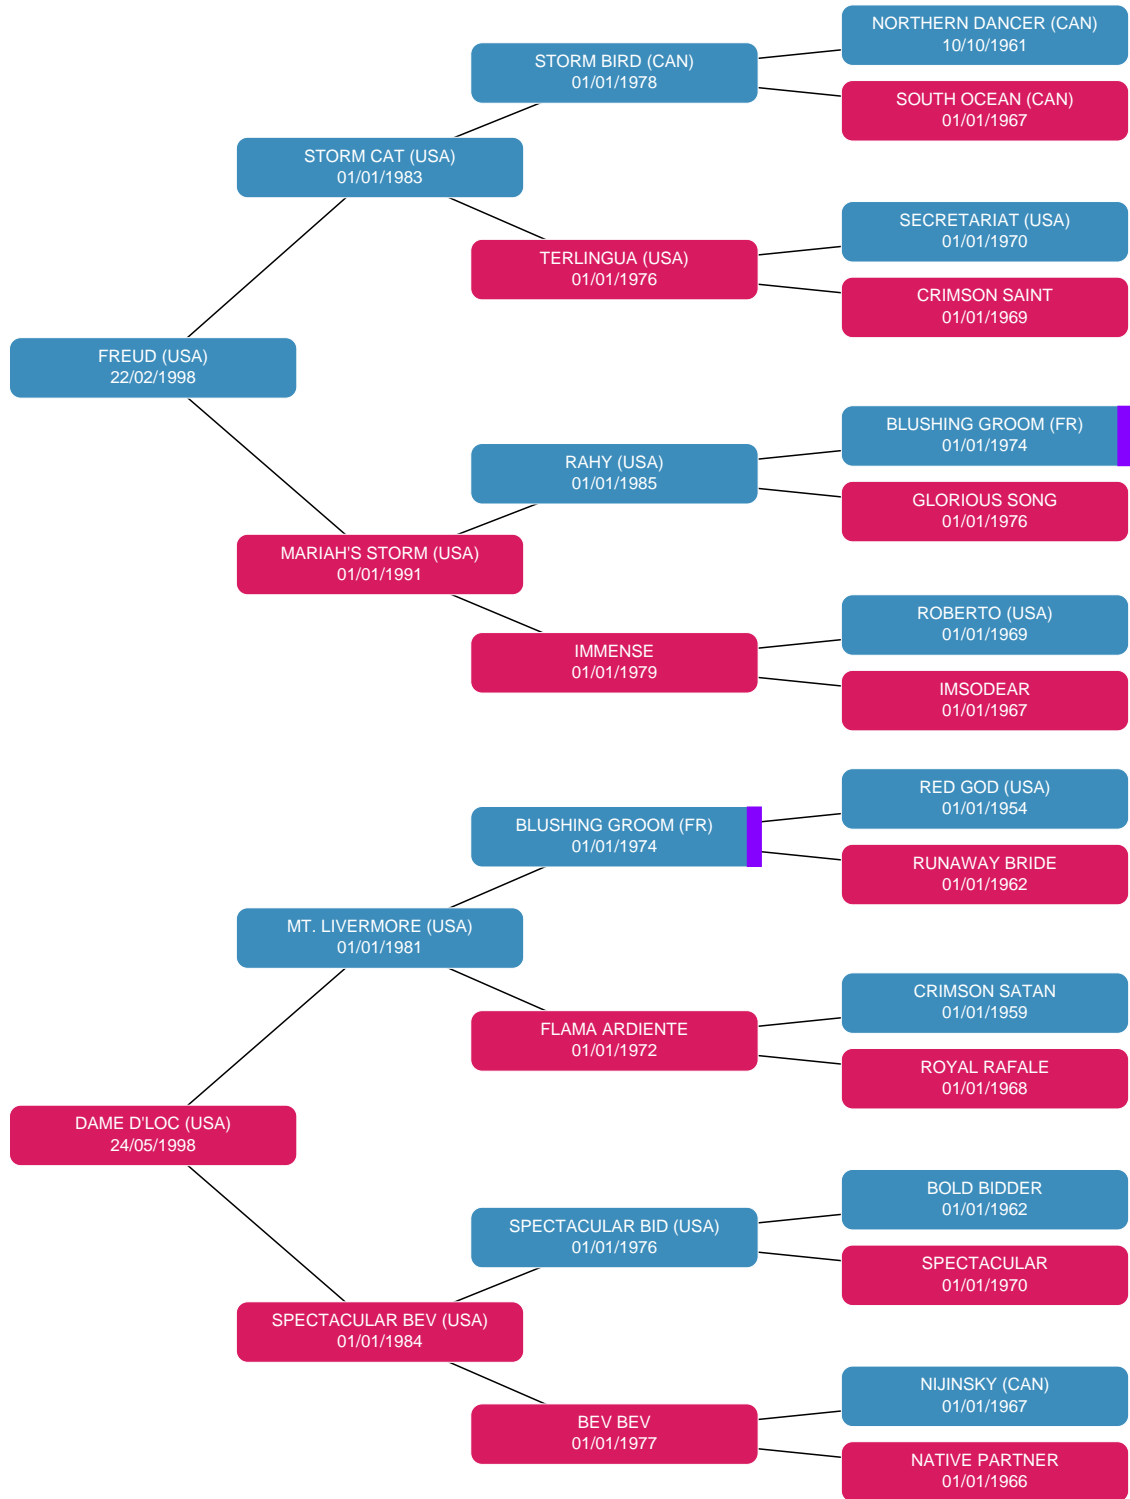 NORTHERN DANCER (CAN)
10/10/1961
STORM BIRD (CAN)
01/01/1978
SOUTH OCEAN (CAN)
01/01/1967
STORM CAT (USA)
01/01/1983
SECRETARIAT (USA)
01/01/1970
TERLINGUA (USA)
01/01/1976
CRIMSON SAINT
01/01/1969
FREUD (USA)
22/02/1998
BLUSHING GROOM (FR)
01/01/1974
RAHY (USA)
01/01/1985
GLORIOUS SONG
01/01/1976
MARIAH'S STORM (USA)
01/01/1991
ROBERTO (USA)
01/01/1969
IMMENSE
01/01/1979
IMSODEAR
01/01/1967
RED GOD (USA)
01/01/1954
BLUSHING GROOM (FR)
01/01/1974
RUNAWAY BRIDE
01/01/1962
MT. LIVERMORE (USA)
01/01/1981
CRIMSON SATAN
01/01/1959
FLAMA ARDIENTE
01/01/1972
ROYAL RAFALE
01/01/1968
DAME D'LOC (USA)
24/05/1998
BOLD BIDDER
01/01/1962
SPECTACULAR BID (USA)
01/01/1976
SPECTACULAR
01/01/1970
SPECTACULAR BEV (USA)
01/01/1984
NIJINSKY (CAN)
01/01/1967
BEV BEV
01/01/1977
NATIVE PARTNER
01/01/1966